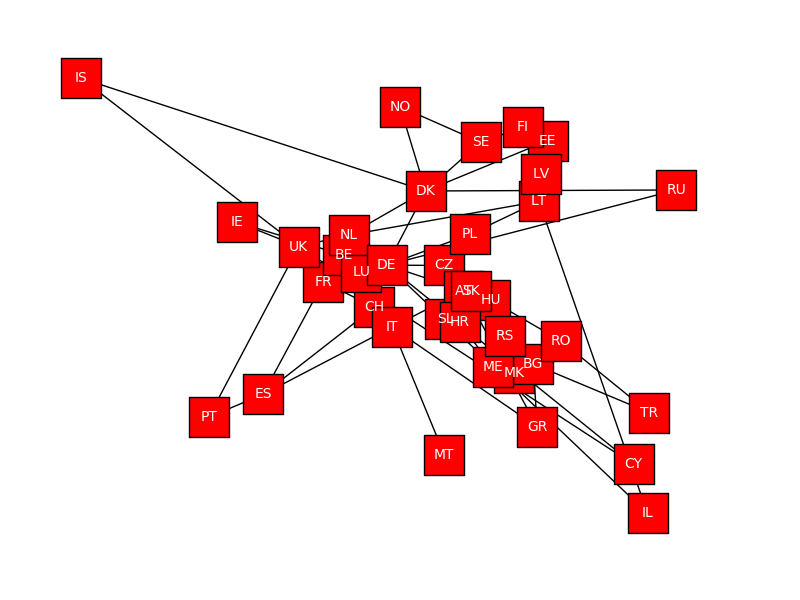 IS
NO
FI
EE
SE
LV
DK
RU
LT
IE
NL
PL
UK
BE
DE
CZ
LU
FR
AT
SK
HU
CH
SL
HR
IT
RS
RO
BG
ME
MK
ES
PT
TR
GR
MT
CY
IL